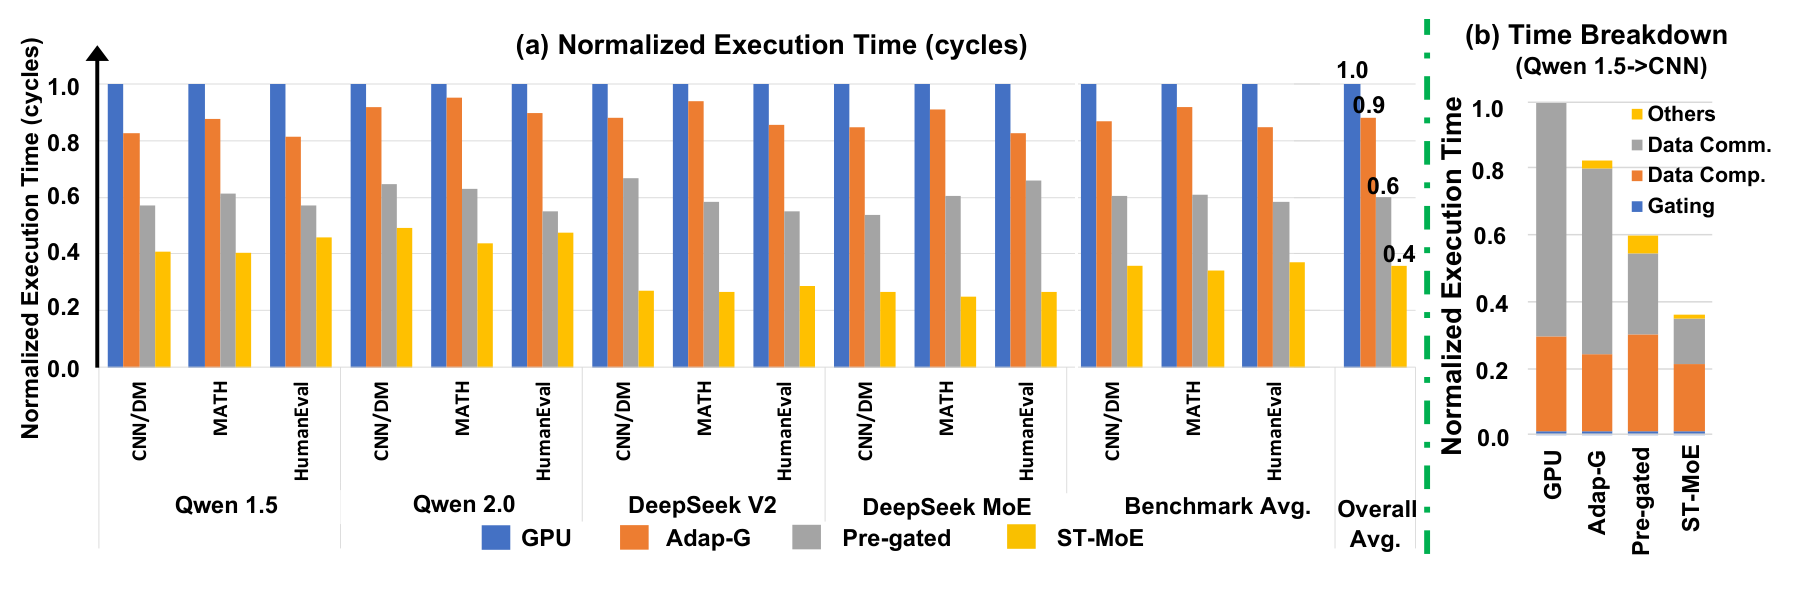 (a) Normalized Execution Time (cycles)
Normalized Execution Time (cycles)
1.0
0.8
0.6
0.4
0.2
0.0
1.0
0.9
0.6
0.4
CNN/DM
MATH
HumanEval
CNN/DM
MATH
HumanEval
CNN/DM
MATH
HumanEval
CNN/DM
MATH
HumanEval
CNN/DM
MATH
HumanEval
Qwen 1.5
Qwen 2.0
DeepSeek V2
DeepSeek MoE
Benchmark Avg.
Overall
Avg.
GPU
Adap-G
Pre-gated
ST-MoE
(b) Time Breakdown
(Qwen 1.5->CNN)
Normalized Execution Time
1.0
0.8
0.6
0.4
0.2
0.0
Others
Data Comm.
Data Comp.
Gating
GPU
Adap-G
Pre-gated
ST-MoE